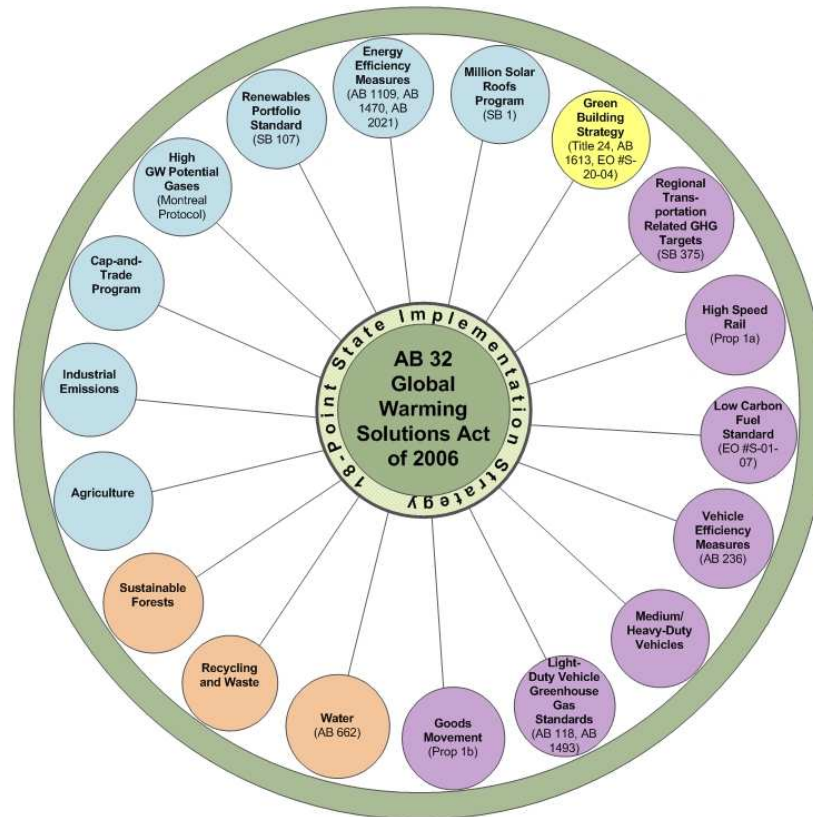 AB 32
Global
Warming
Solutions Act
of 2006
18-Point State Implementation Strategy
Energy
Efficiency
Measures
(AB 1109, AB
1470, AB
2021)
Million Solar
Roofs
Program
(SB 1)
Green
Building
Strategy
(Title 24, AB
1613, EO #S-
20-04)
Regional
Trans-
portation
Related GHG
Targets
(SB 375)
High Speed
Rail
(Prop 1a)
Low Carbon
Fuel
Standard
(EO #S-01-
07)
Vehicle
Efficiency
Measures
(AB 236)
Medium/
Heavy-Duty
Vehicles
Light-
Duty Vehicle
Greenhouse
Gas
Standards
(AB 118, AB
1493)
Goods
Movement
(Prop 1b)
Water
(AB 662)
Recycling
and Waste
Sustainable
Forests
Agriculture
Industrial
Emissions
Cap-and-
Trade
Program
High
GW Potential
Gases
(Montreal
Protocol)
Renewables
Portfolio
Standard
(SB 107)